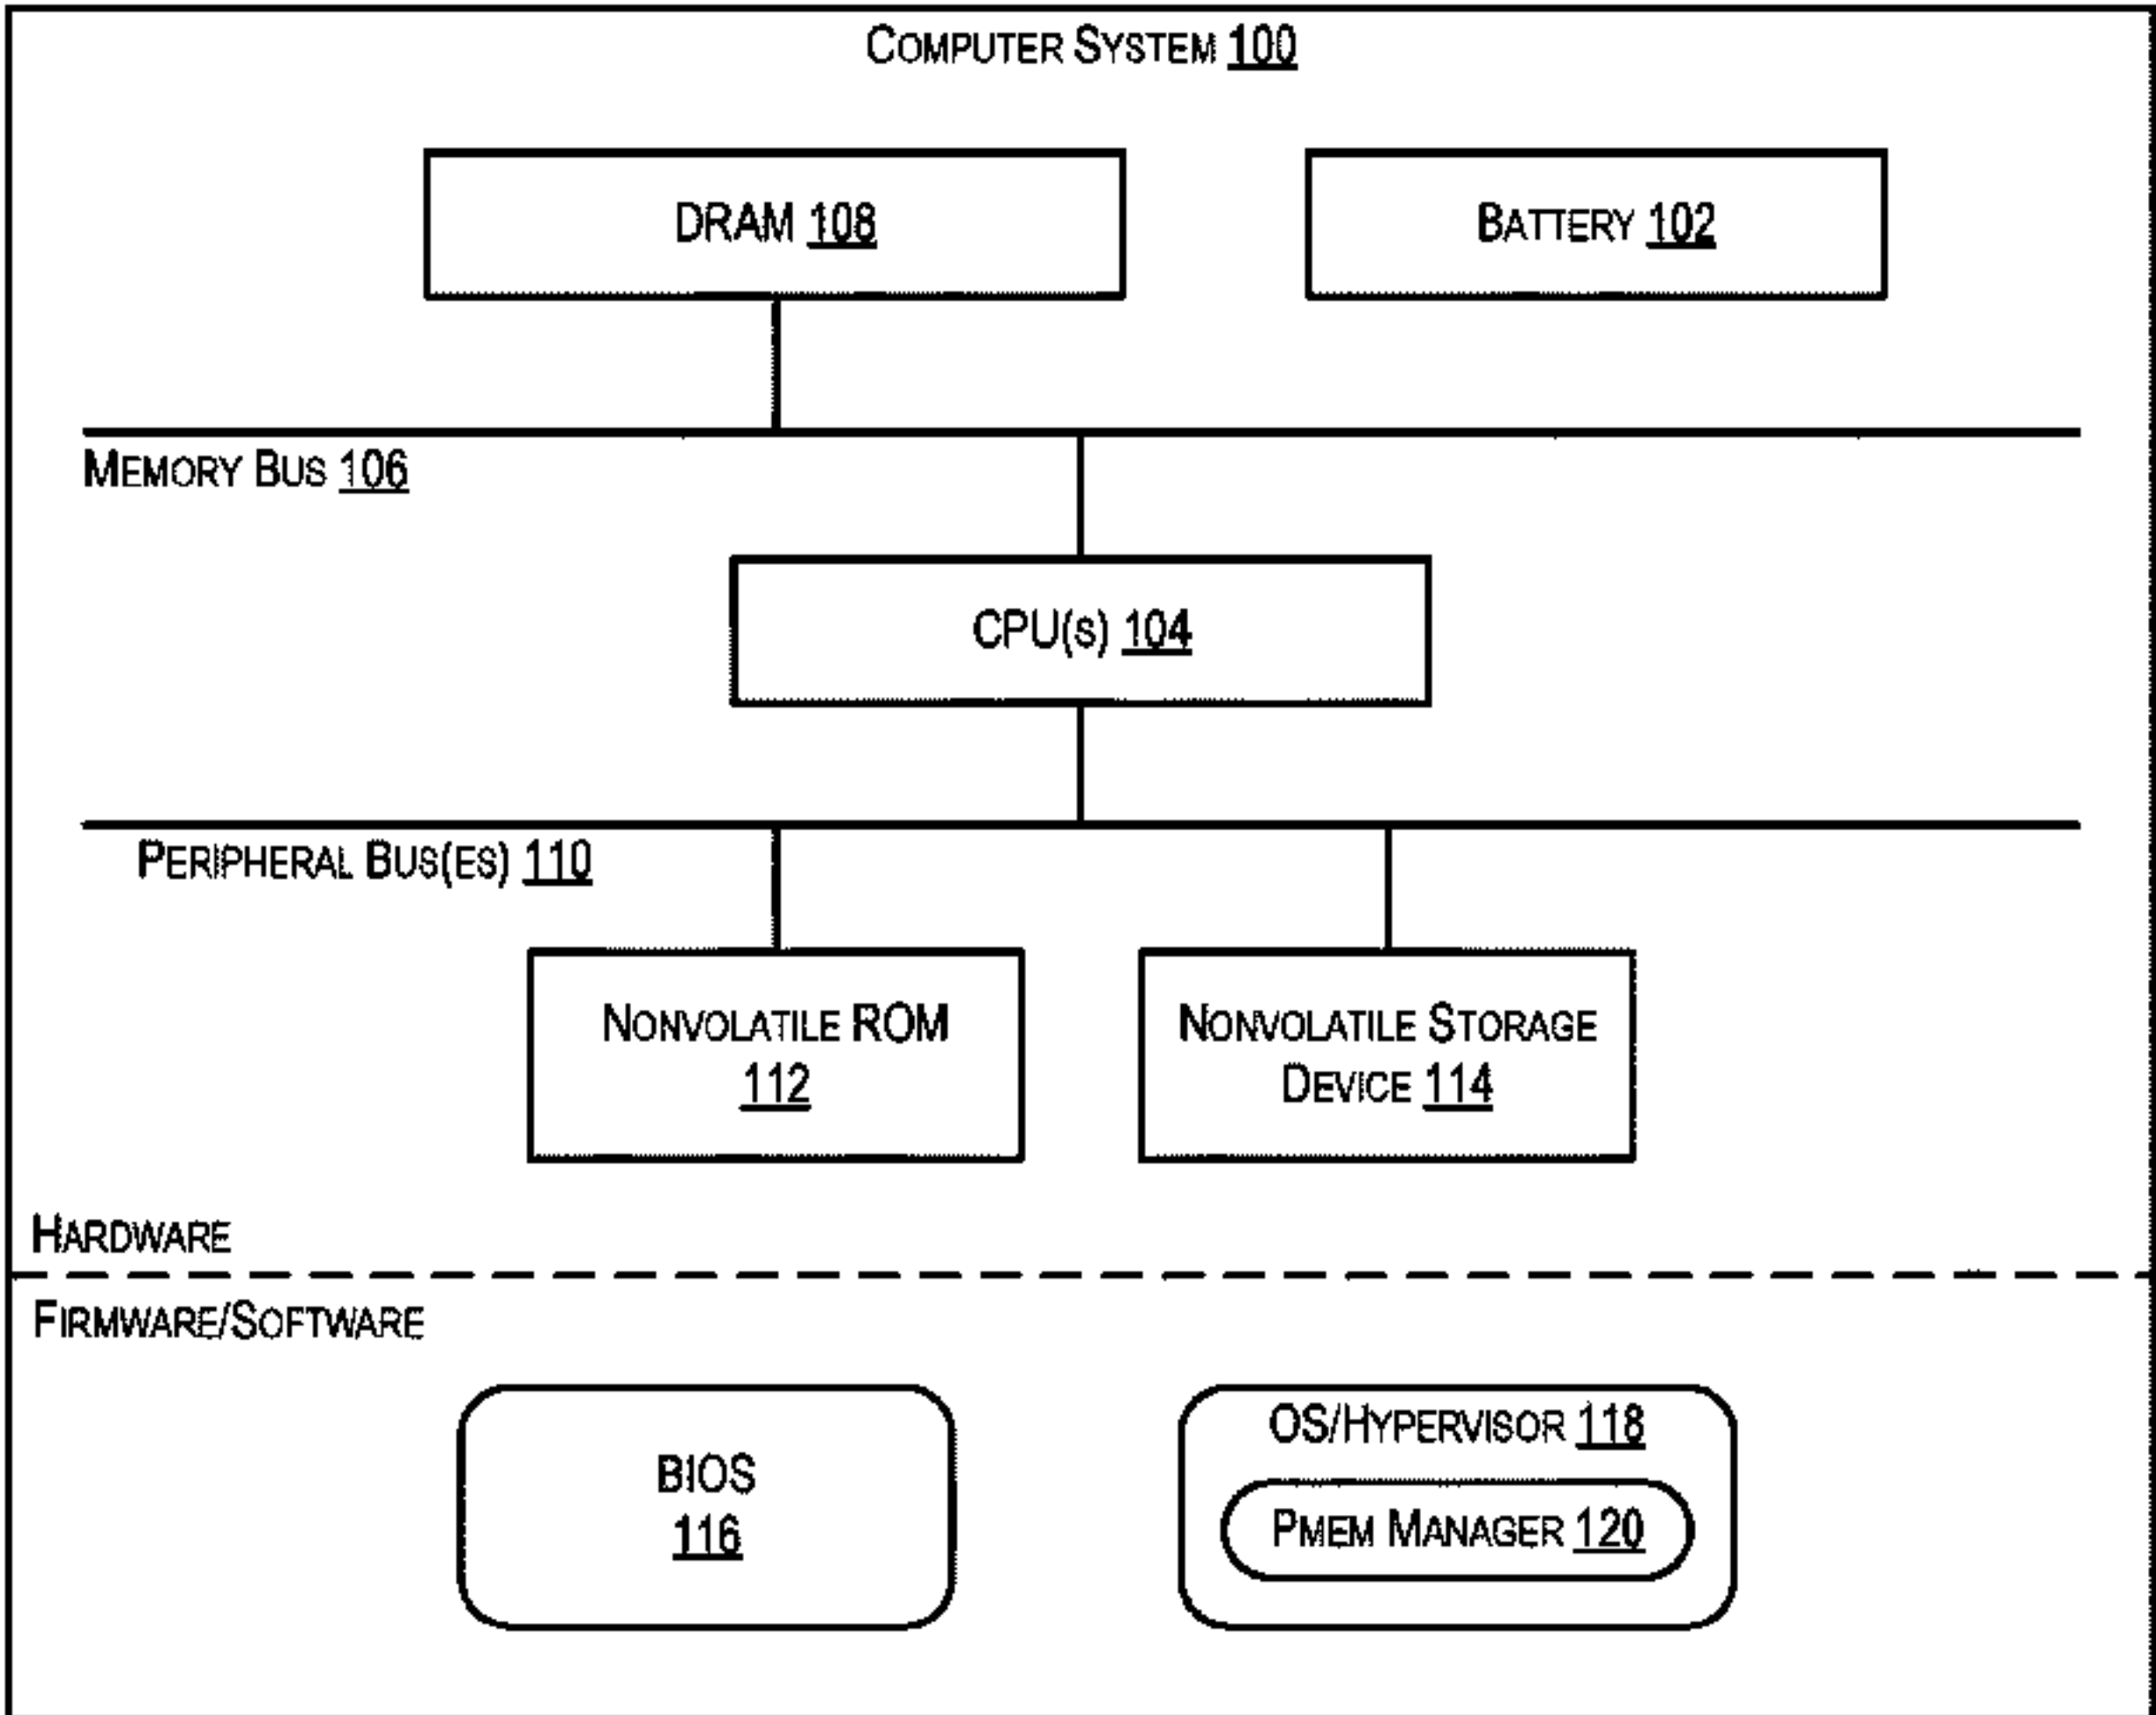 COMPUTER SYSTEM 100
DRAM 108
BATTERY 102
MEMORY BUS 106
CPU(S) 104
PERIPHERAL BUS(ES) 110
NONVOLATILE ROM
112
NONVOLATILE STORAGE
DEVICE 114
HARDWARE
FIRMWARE/SOFTWARE
BIOS
116
OS/HYPERVISOR 118
PMEM MANAGER 120